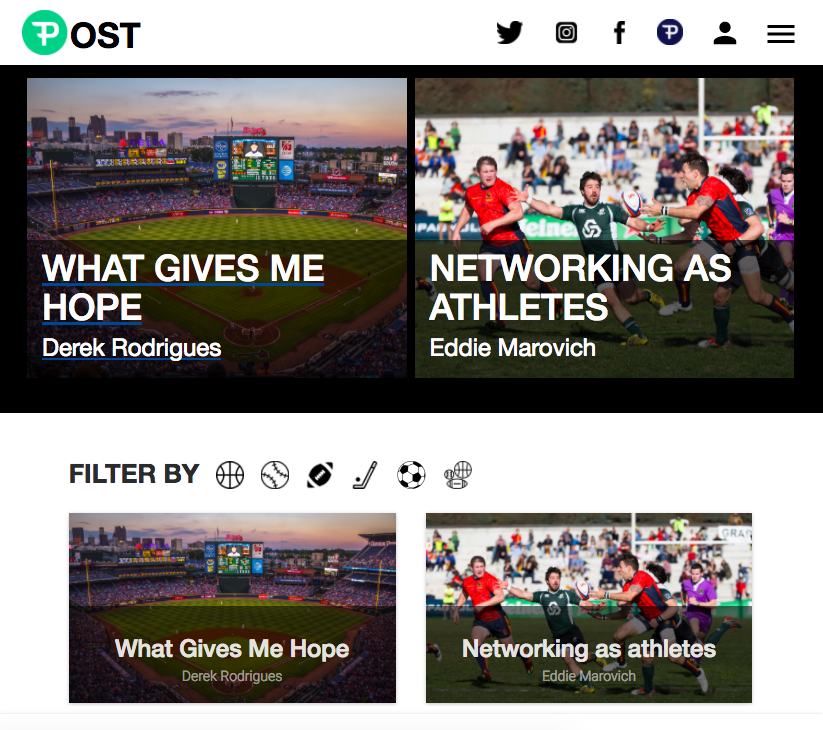 POST
WHAT GIVES ME
HOPE
Derek Rodrigues
NETWORKING AS
ATHLETES
Eddie Marovich
Heineken
FILTER BY
What Gives Me Hope
Derek Rodrigues
Networking as athletes
Eddie Marovich